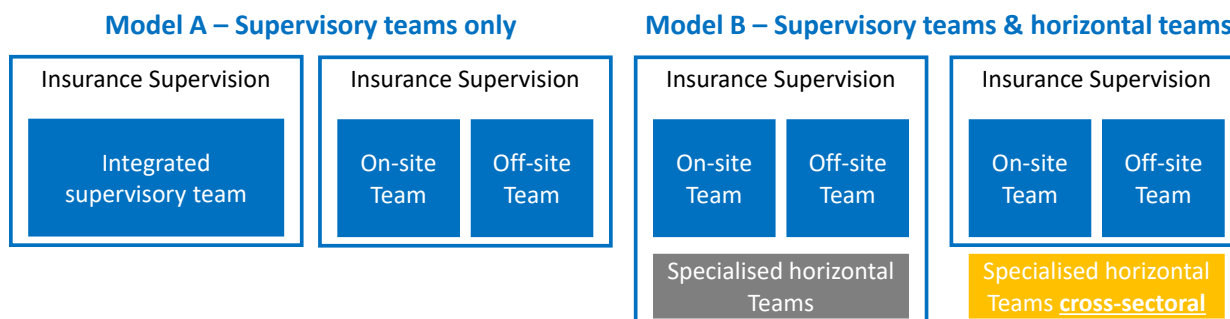 Model A – Supervisory teams only
Model B – Supervisory teams & horizontal teams
Insurance Supervision
Integrated
supervisory team
Insurance Supervision
On-site
Team
Off-site
Team
Insurance Supervision
On-site
Team
Off-site
Team
Specialised horizontal
Teams
Insurance Supervision
On-site
Team
Off-site
Team
Specialised horizontal
Teams cross-sectoral